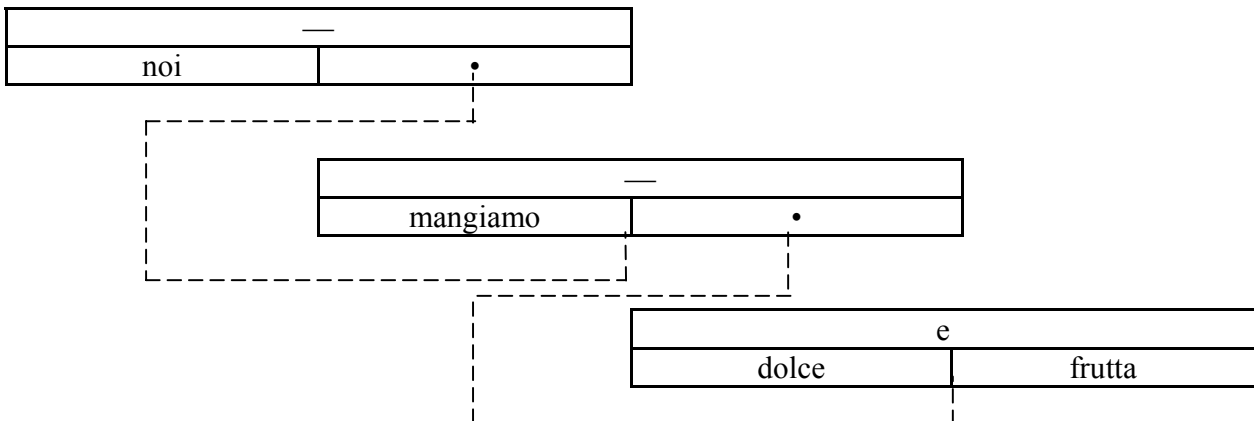 —
noi •
—
mangiamo •
e
dolce frutta